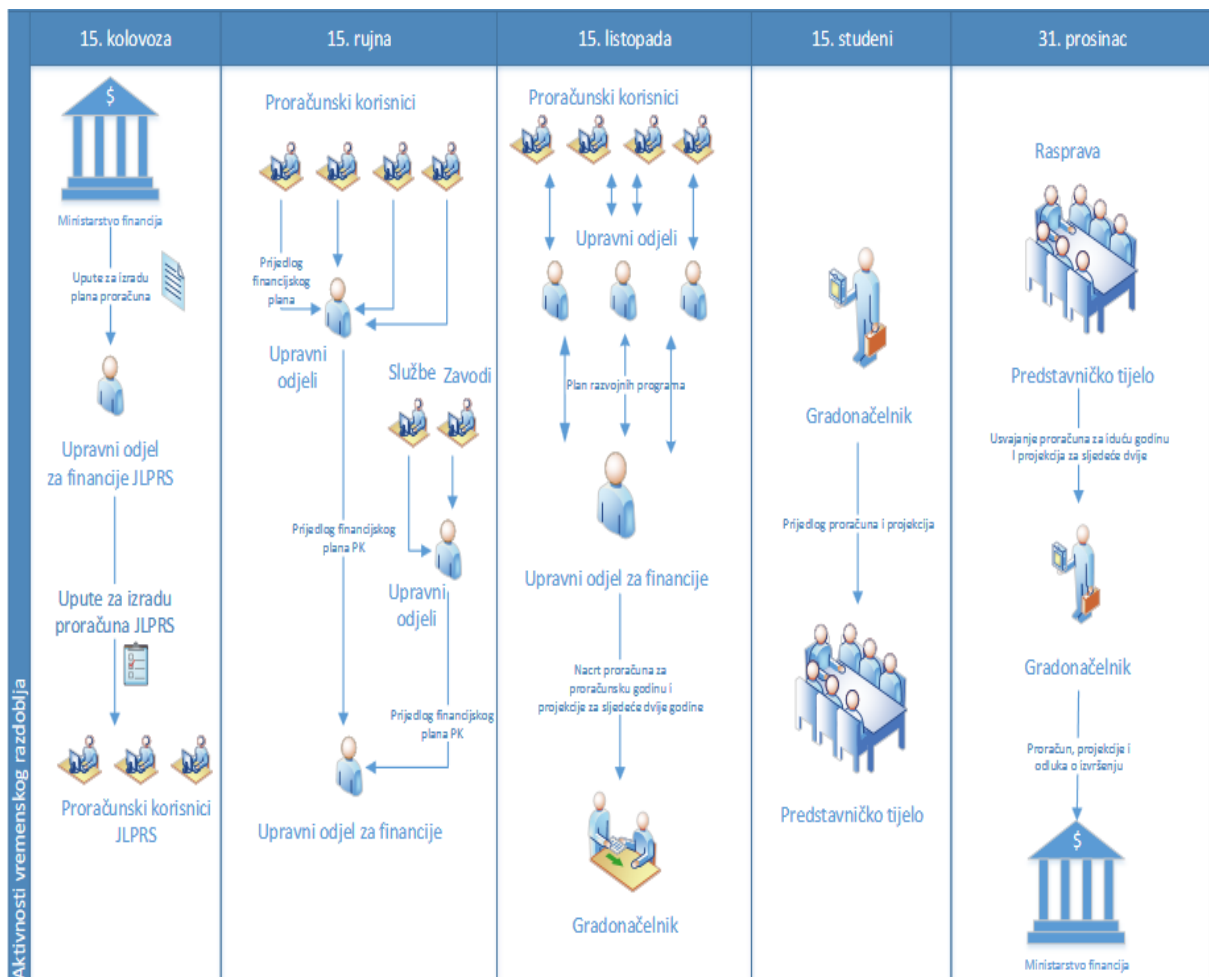 15. kolovoza
15. rujna
15. listopada
15. studeni
31. prosinac
Aktivnosti vremenskog razdoblja
$
Ministarstvo financija
Upute za izradu
plana proračuna
Upravni odjel
za financije JLPRS
Upute za izradu
proračuna JLPRS
Proračunski korisnici
JLPRS
Proračunski korisnici
Prijedlog
financijskog
plana
Upravni
odjeli
Službe
Zavodi
Prijedlog financijskog
plana PK
Upravni
odjeli
Prijedlog financijskog
plana PK
Upravni odjel za financije
Proračunski korisnici
Upravni odjeli
Plan razvojnih programa
Upravni odjel za financije
Nacrt proračuna za
proračunsku godinu i
projekcije za sljedeće dvije godine
Gradonačelnik
Gradonačelnik
Prijedlog proračuna i projekcija
Predstavničko tijelo
Rasprava
Predstavničko tijelo
Usvajanje proračuna za iduću godinu
I projekcija za sljedeće dvije
Gradonačelnik
Proračun, projekcije i
odluka o izvršenju
$
Ministarstvo financija